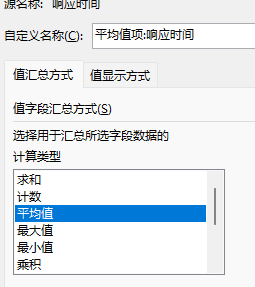 源名称: 响应时间
自定义名称(C): 平均值项:响应时间
值汇总方式 值显示方式
值字段汇总方式(S)
选择用于汇总所选字段数据的
计算类型
求和
计数
平均值
最大值
最小值
乘积